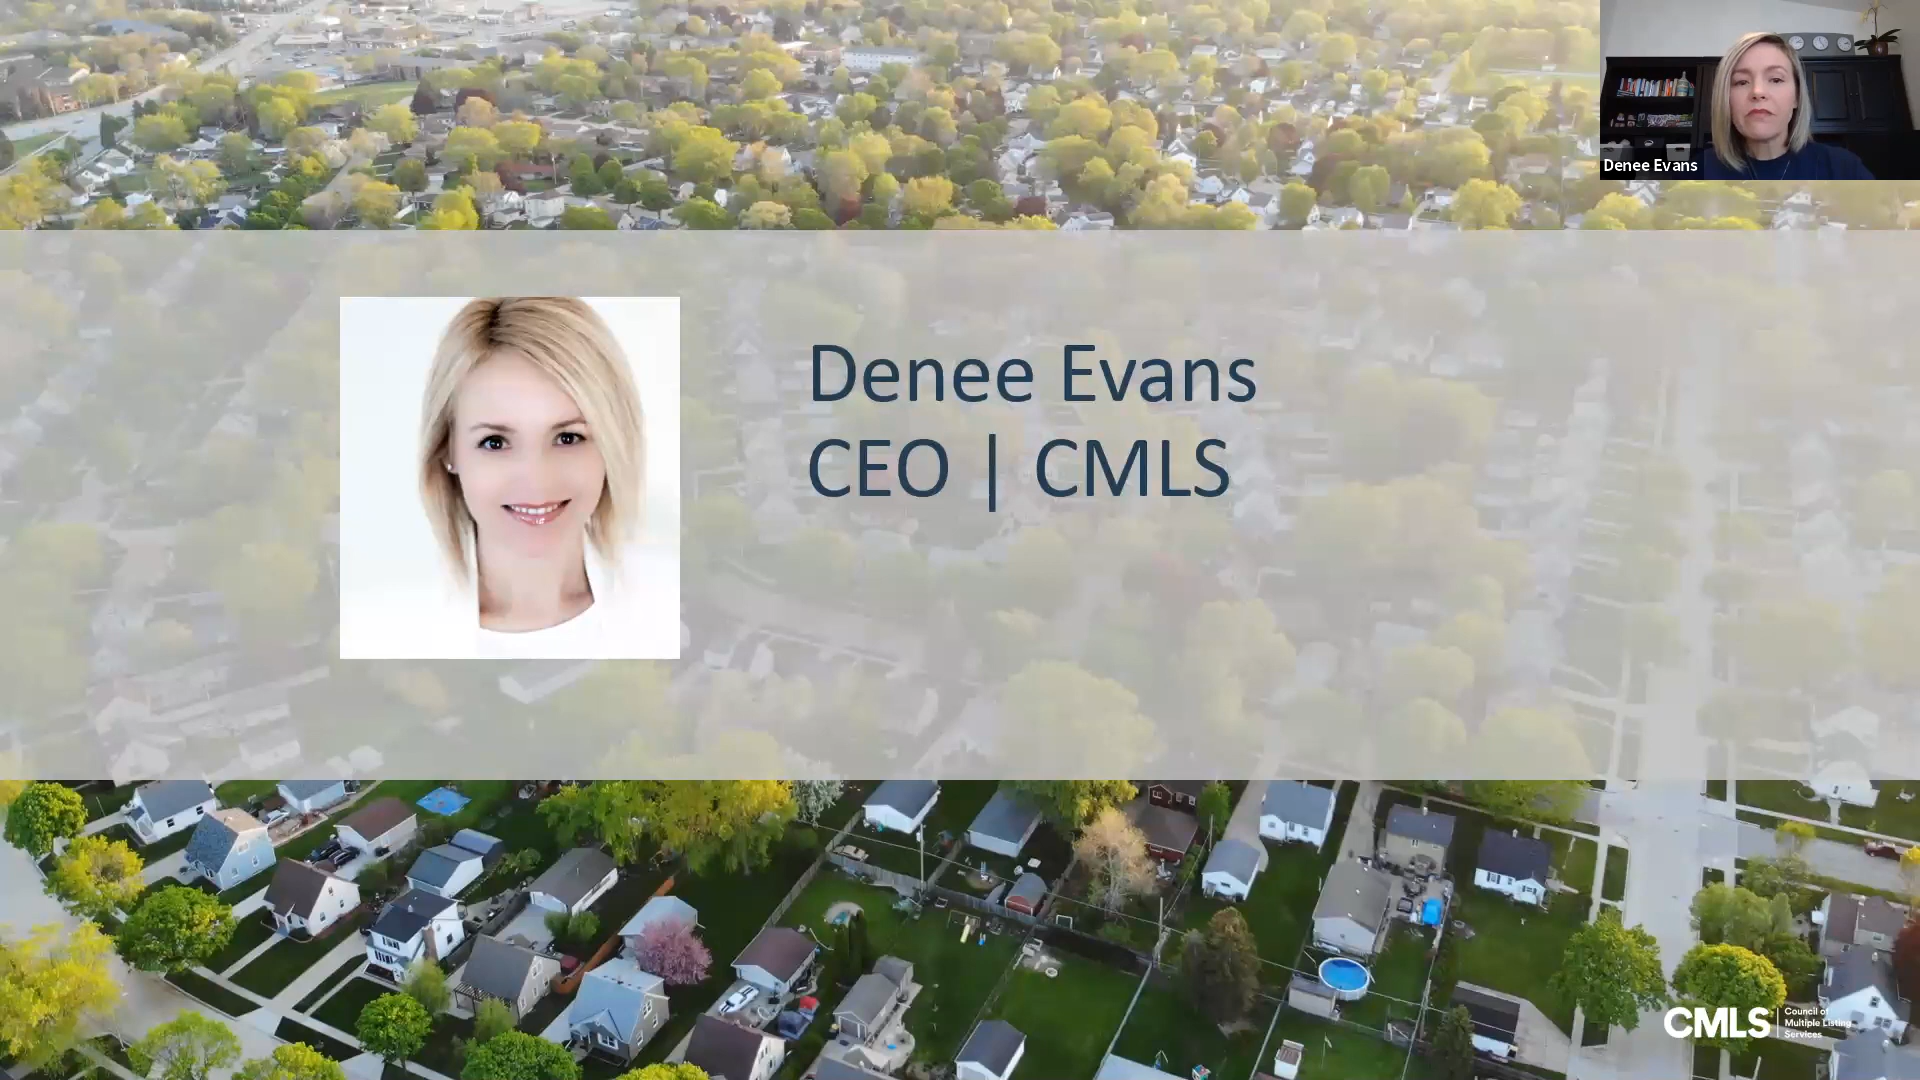 Denee Evans
Denee Evans
CEO | CMLS
CMLS
Council of
Multiple Listing
Services